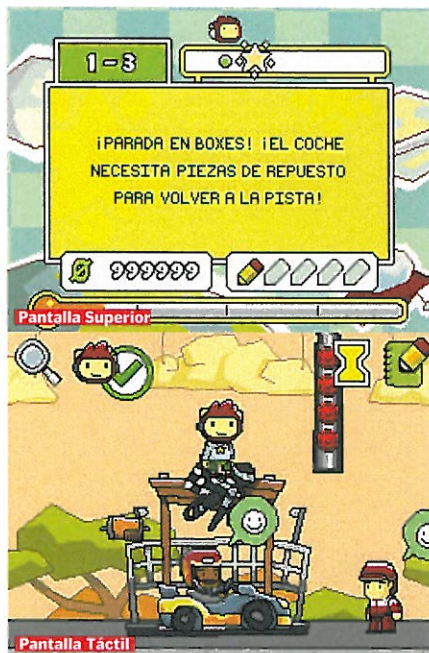 1-3
¡PARADA EN BOXES! ¡EL COCHE
NECESITA PIEZAS DE REPUESTO
PARA VOLVER A LA PISTA!
999999
Pantalla Superior
Pantalla Táctil